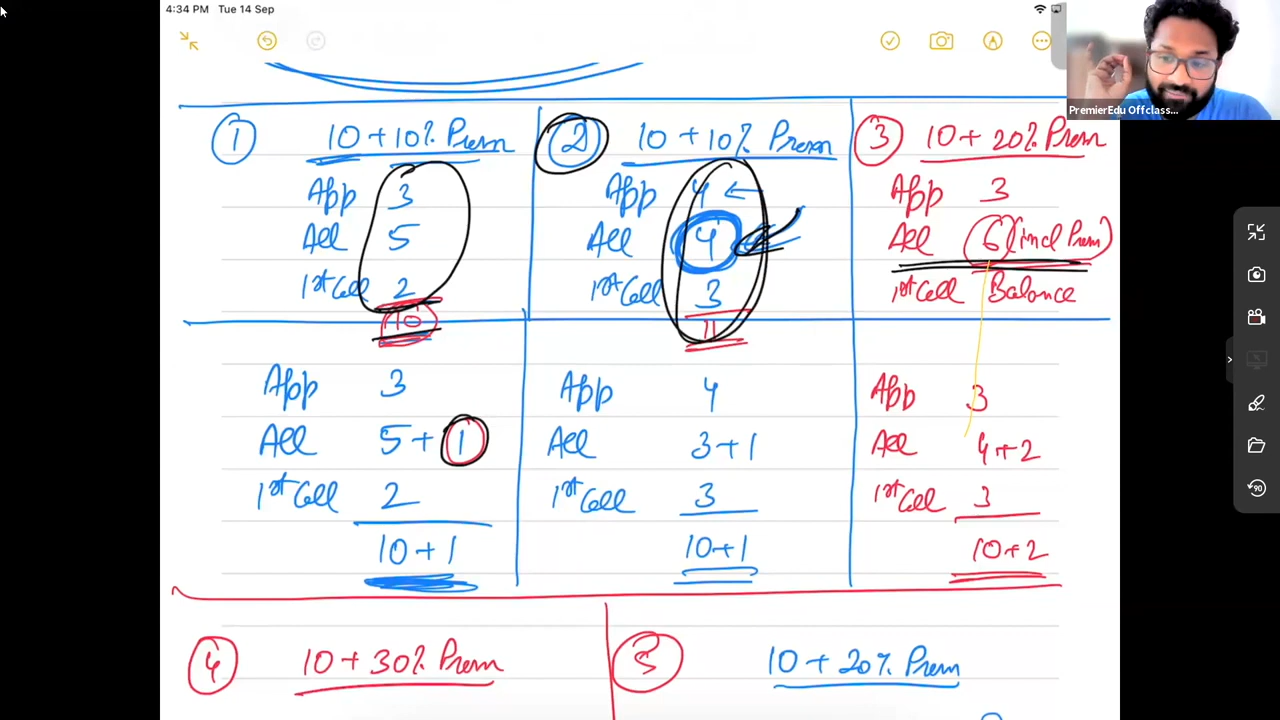 4:34 PM Tue 14 Sep
PremierEdu Offclass...
① 10 + 10% Prem
App 3
All 5
1st Call 2
10
② 10 + 10% Prem
App 4 ←
All 4
1st Call 3
11
③ 10 + 20% Prem
App 3
All 6 (incl Prem)
1st Call Balance
App 3
All 5 + 1
1st Call 2
10 + 1
App 4
All 3 + 1
1st Call 3
10 + 1
App 3
All 4 + 2
1st Call 3
10 + 2
④ 10 + 30% Prem
⑤ 10 + 20% Prem
90